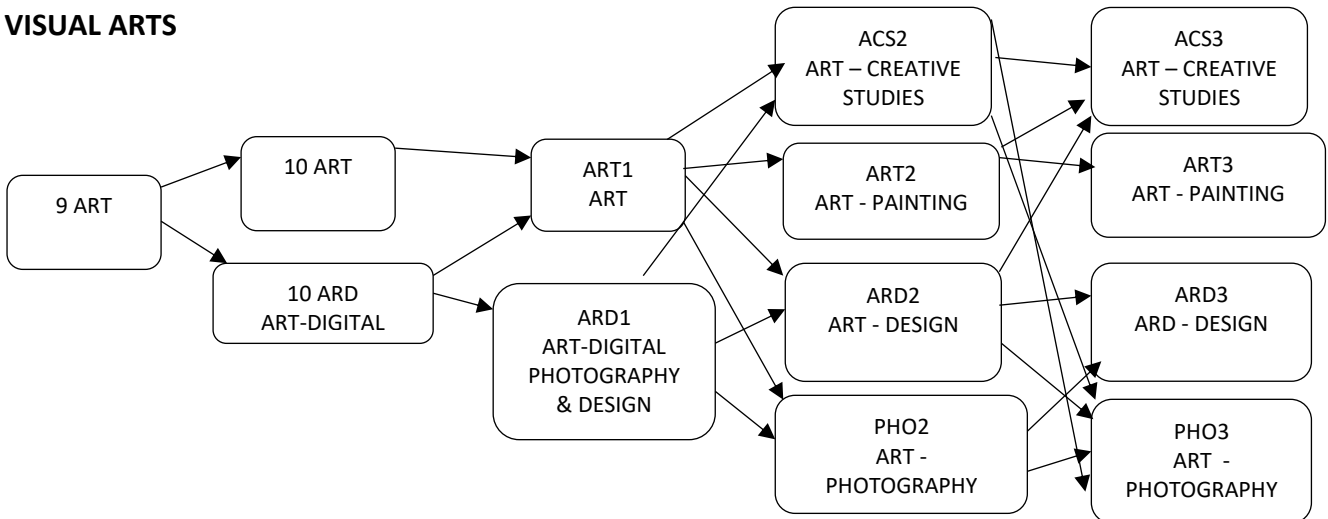 VISUAL ARTS
9 ART
10 ART
10 ARD
ART-DIGITAL
ART1
ART
ARD1
ART-DIGITAL
PHOTOGRAPHY
& DESIGN
ACS2
ART – CREATIVE
STUDIES
ART2
ART - PAINTING
ARD2
ART - DESIGN
PHO2
ART -
PHOTOGRAPHY
ACS3
ART – CREATIVE
STUDIES
ART3
ART - PAINTING
ARD3
ARD - DESIGN
PHO3
ART -
PHOTOGRAPHY